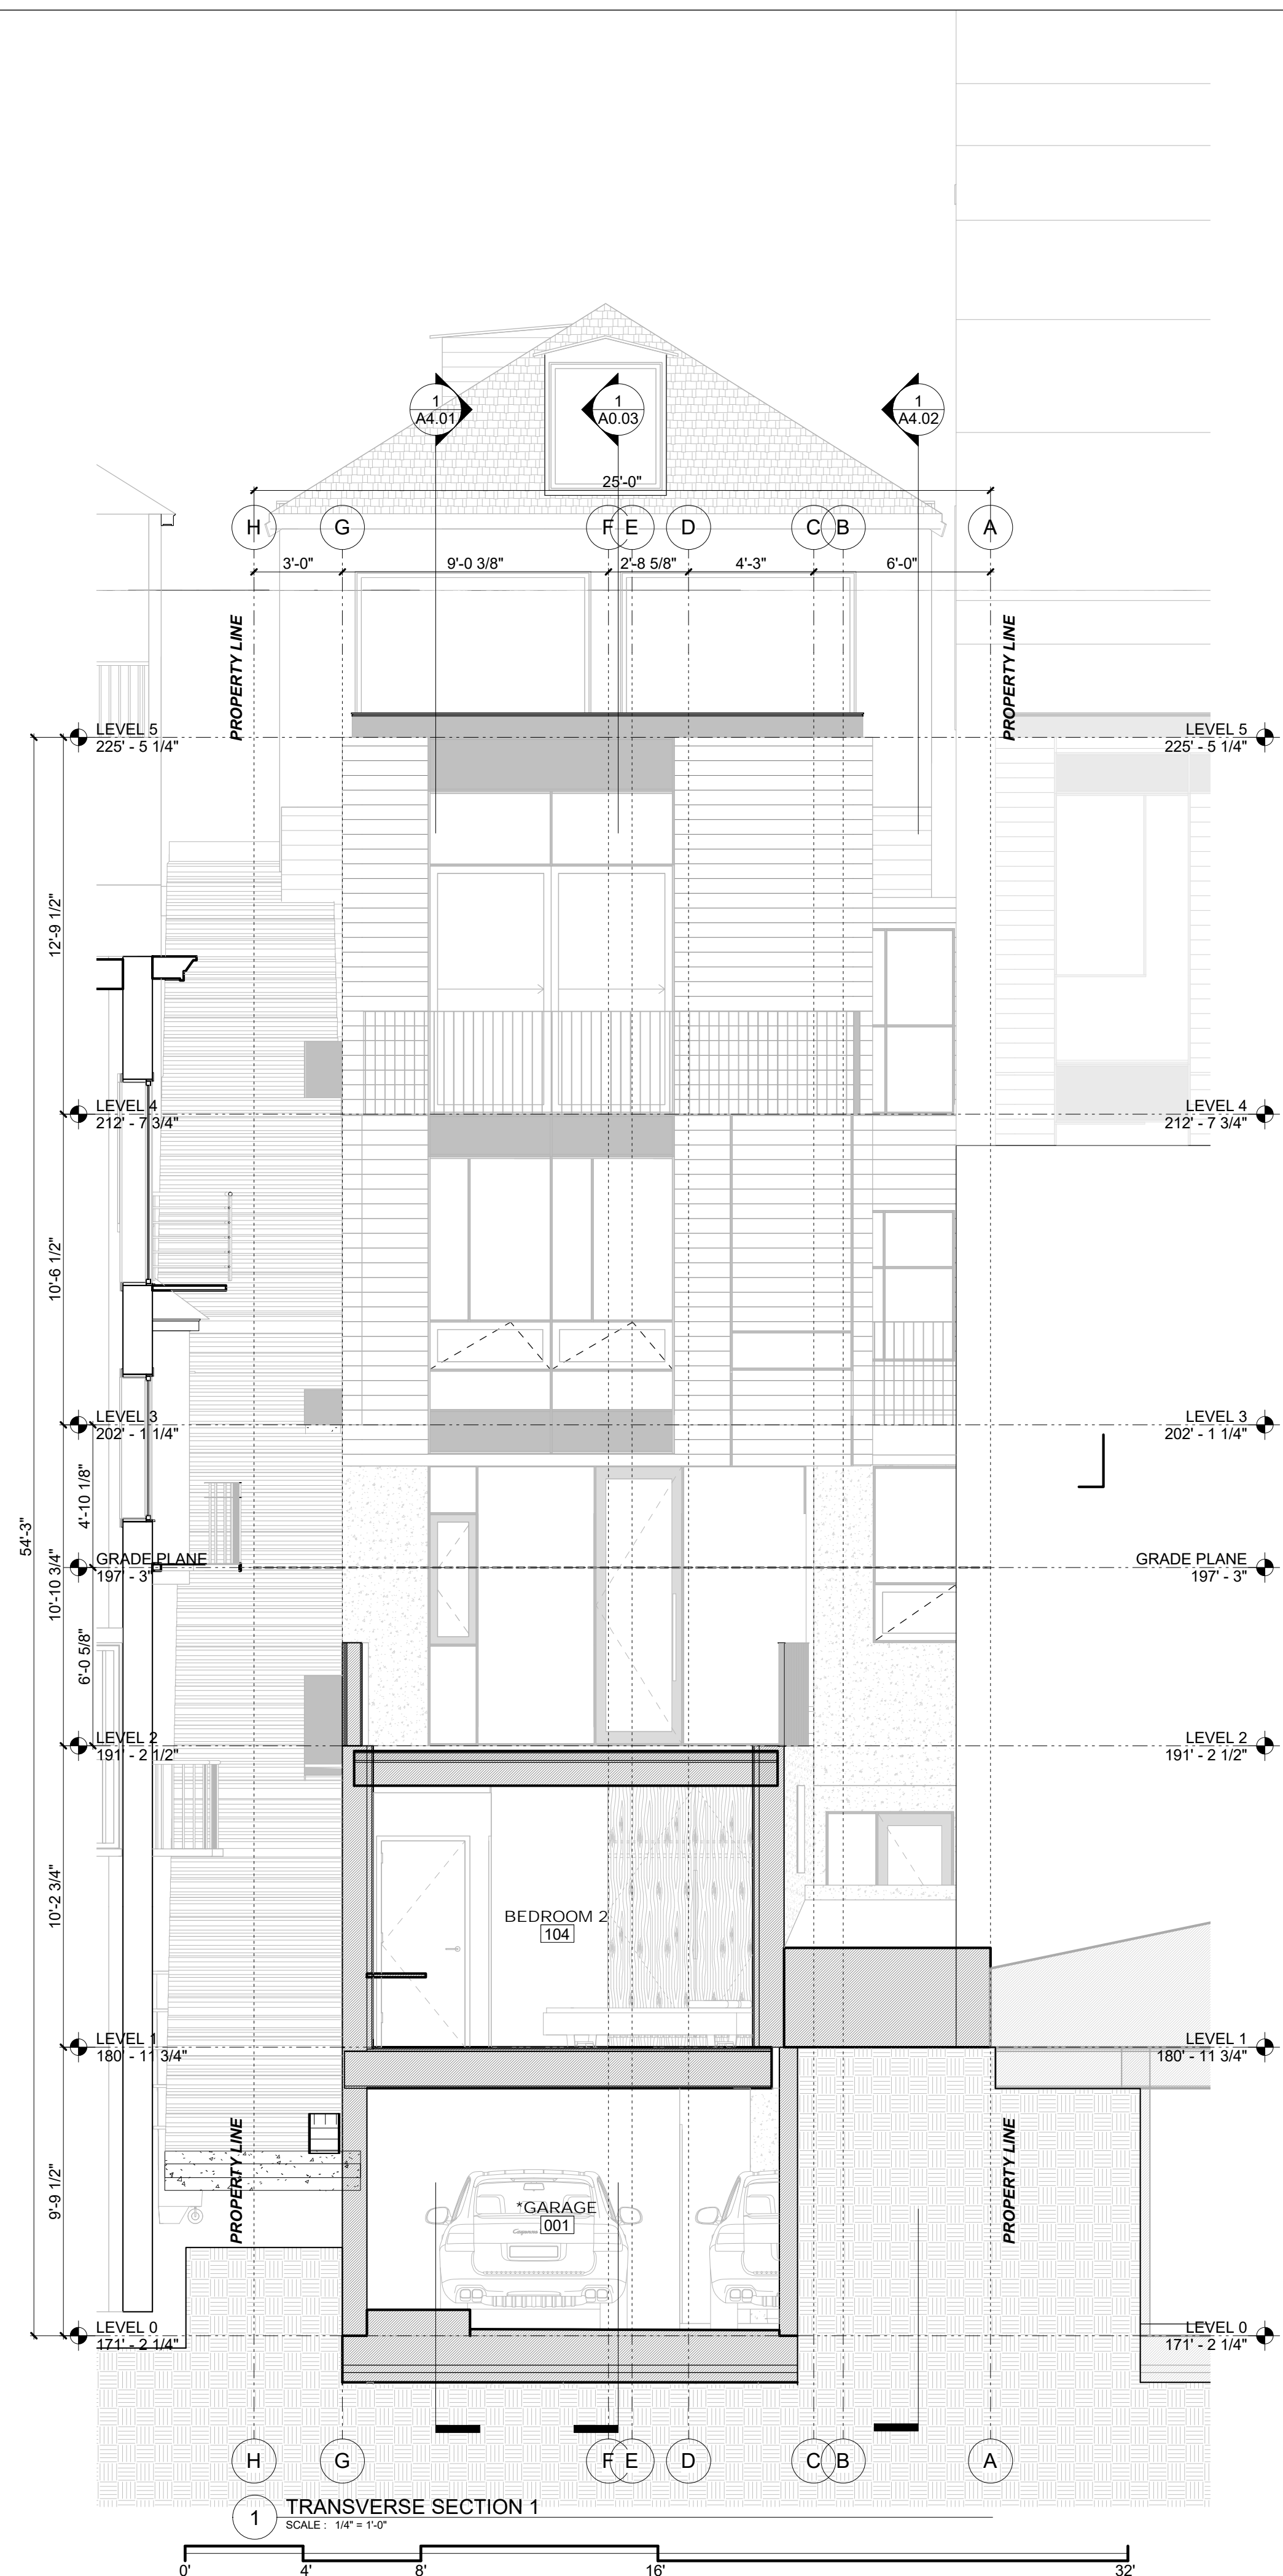 1
A4.01
1
A0.03
1
A4.02
25'-0"
H
G
F
E
D
C
B
A
3'-0"
9'-0 3/8"
2'-8 5/8"
4'-3"
6'-0"
PROPERTY LINE
PROPERTY LINE
LEVEL 5
225' - 5 1/4"
LEVEL 5
225' - 5 1/4"
12'-9 1/2"
LEVEL 4
212' - 7 3/4"
LEVEL 4
212' - 7 3/4"
10'-6 1/2"
LEVEL 3
202' - 1 1/4"
LEVEL 3
202' - 1 1/4"
4'-10 1/8"
54'-3"
10'-10 3/4"
GRADE PLANE
197' - 3"
GRADE PLANE
197' - 3"
6'-0 5/8"
LEVEL 2
191' - 2 1/2"
LEVEL 2
191' - 2 1/2"
10'-2 3/4"
BEDROOM 2
104
LEVEL 1
180' - 11 3/4"
LEVEL 1
180' - 11 3/4"
PROPERTY LINE
PROPERTY LINE
9'-9 1/2"
*GARAGE
001
Cayenne
LEVEL 0
171' - 2 1/4"
LEVEL 0
171' - 2 1/4"
H
G
F
E
D
C
B
A
1
TRANSVERSE SECTION 1
SCALE : 1/4" = 1'-0"
0'
4'
8'
16'
32'